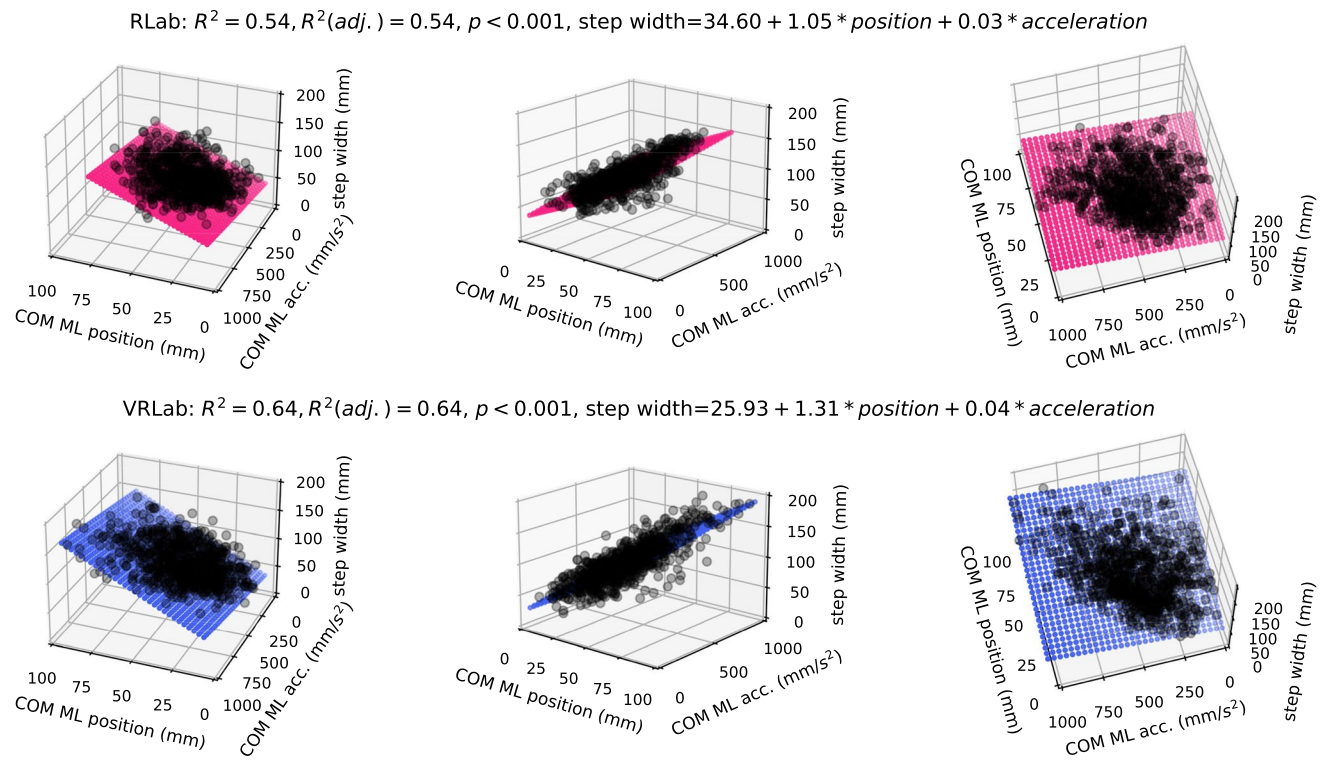 RLab: R² = 0.54, R²(adj.) = 0.54, p < 0.001, step width=34.60 + 1.05 * position + 0.03 * acceleration
200
150
100
50
0
step width (mm)
0
250
500
750
1000
COM ML acc. (mm/s²)
100 75 50 25 0
COM ML position (mm)
200
150
100
50
0
step width (mm)
0 25 50 75 100
COM ML position (mm)
0 500 1000
COM ML acc. (mm/s²)
100
75
50
25
0
COM ML position (mm)
1000 750 500 250 0
COM ML acc. (mm/s²)
200
150
100
50
0
step width (mm)
VRLab: R² = 0.64, R²(adj.) = 0.64, p < 0.001, step width=25.93 + 1.31 * position + 0.04 * acceleration
200
150
100
50
0
step width (mm)
0
250
500
750
1000
COM ML acc. (mm/s²)
100 75 50 25 0
COM ML position (mm)
200
150
100
50
0
step width (mm)
0 25 50 75 100
COM ML position (mm)
0 500 1000
COM ML acc. (mm/s²)
100
75
50
25
0
COM ML position (mm)
1000 750 500 250 0
COM ML acc. (mm/s²)
200
150
100
50
0
step width (mm)